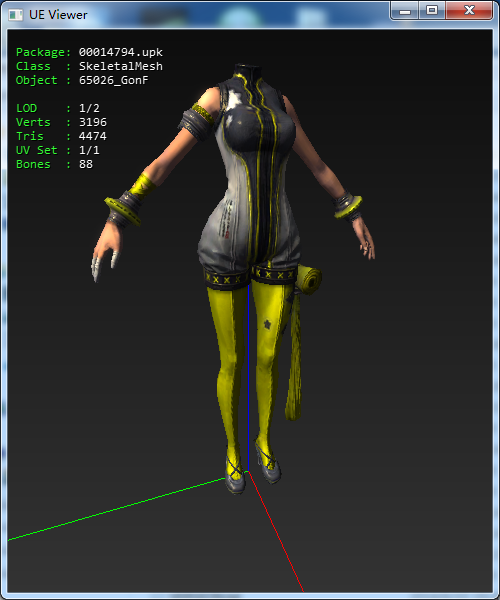 UE Viewer
Package: 00014794.upk
Class : SkeletalMesh
Object : 65026_GonF
LOD : 1/2
Verts : 3196
Tris : 4474
UV Set : 1/1
Bones : 88